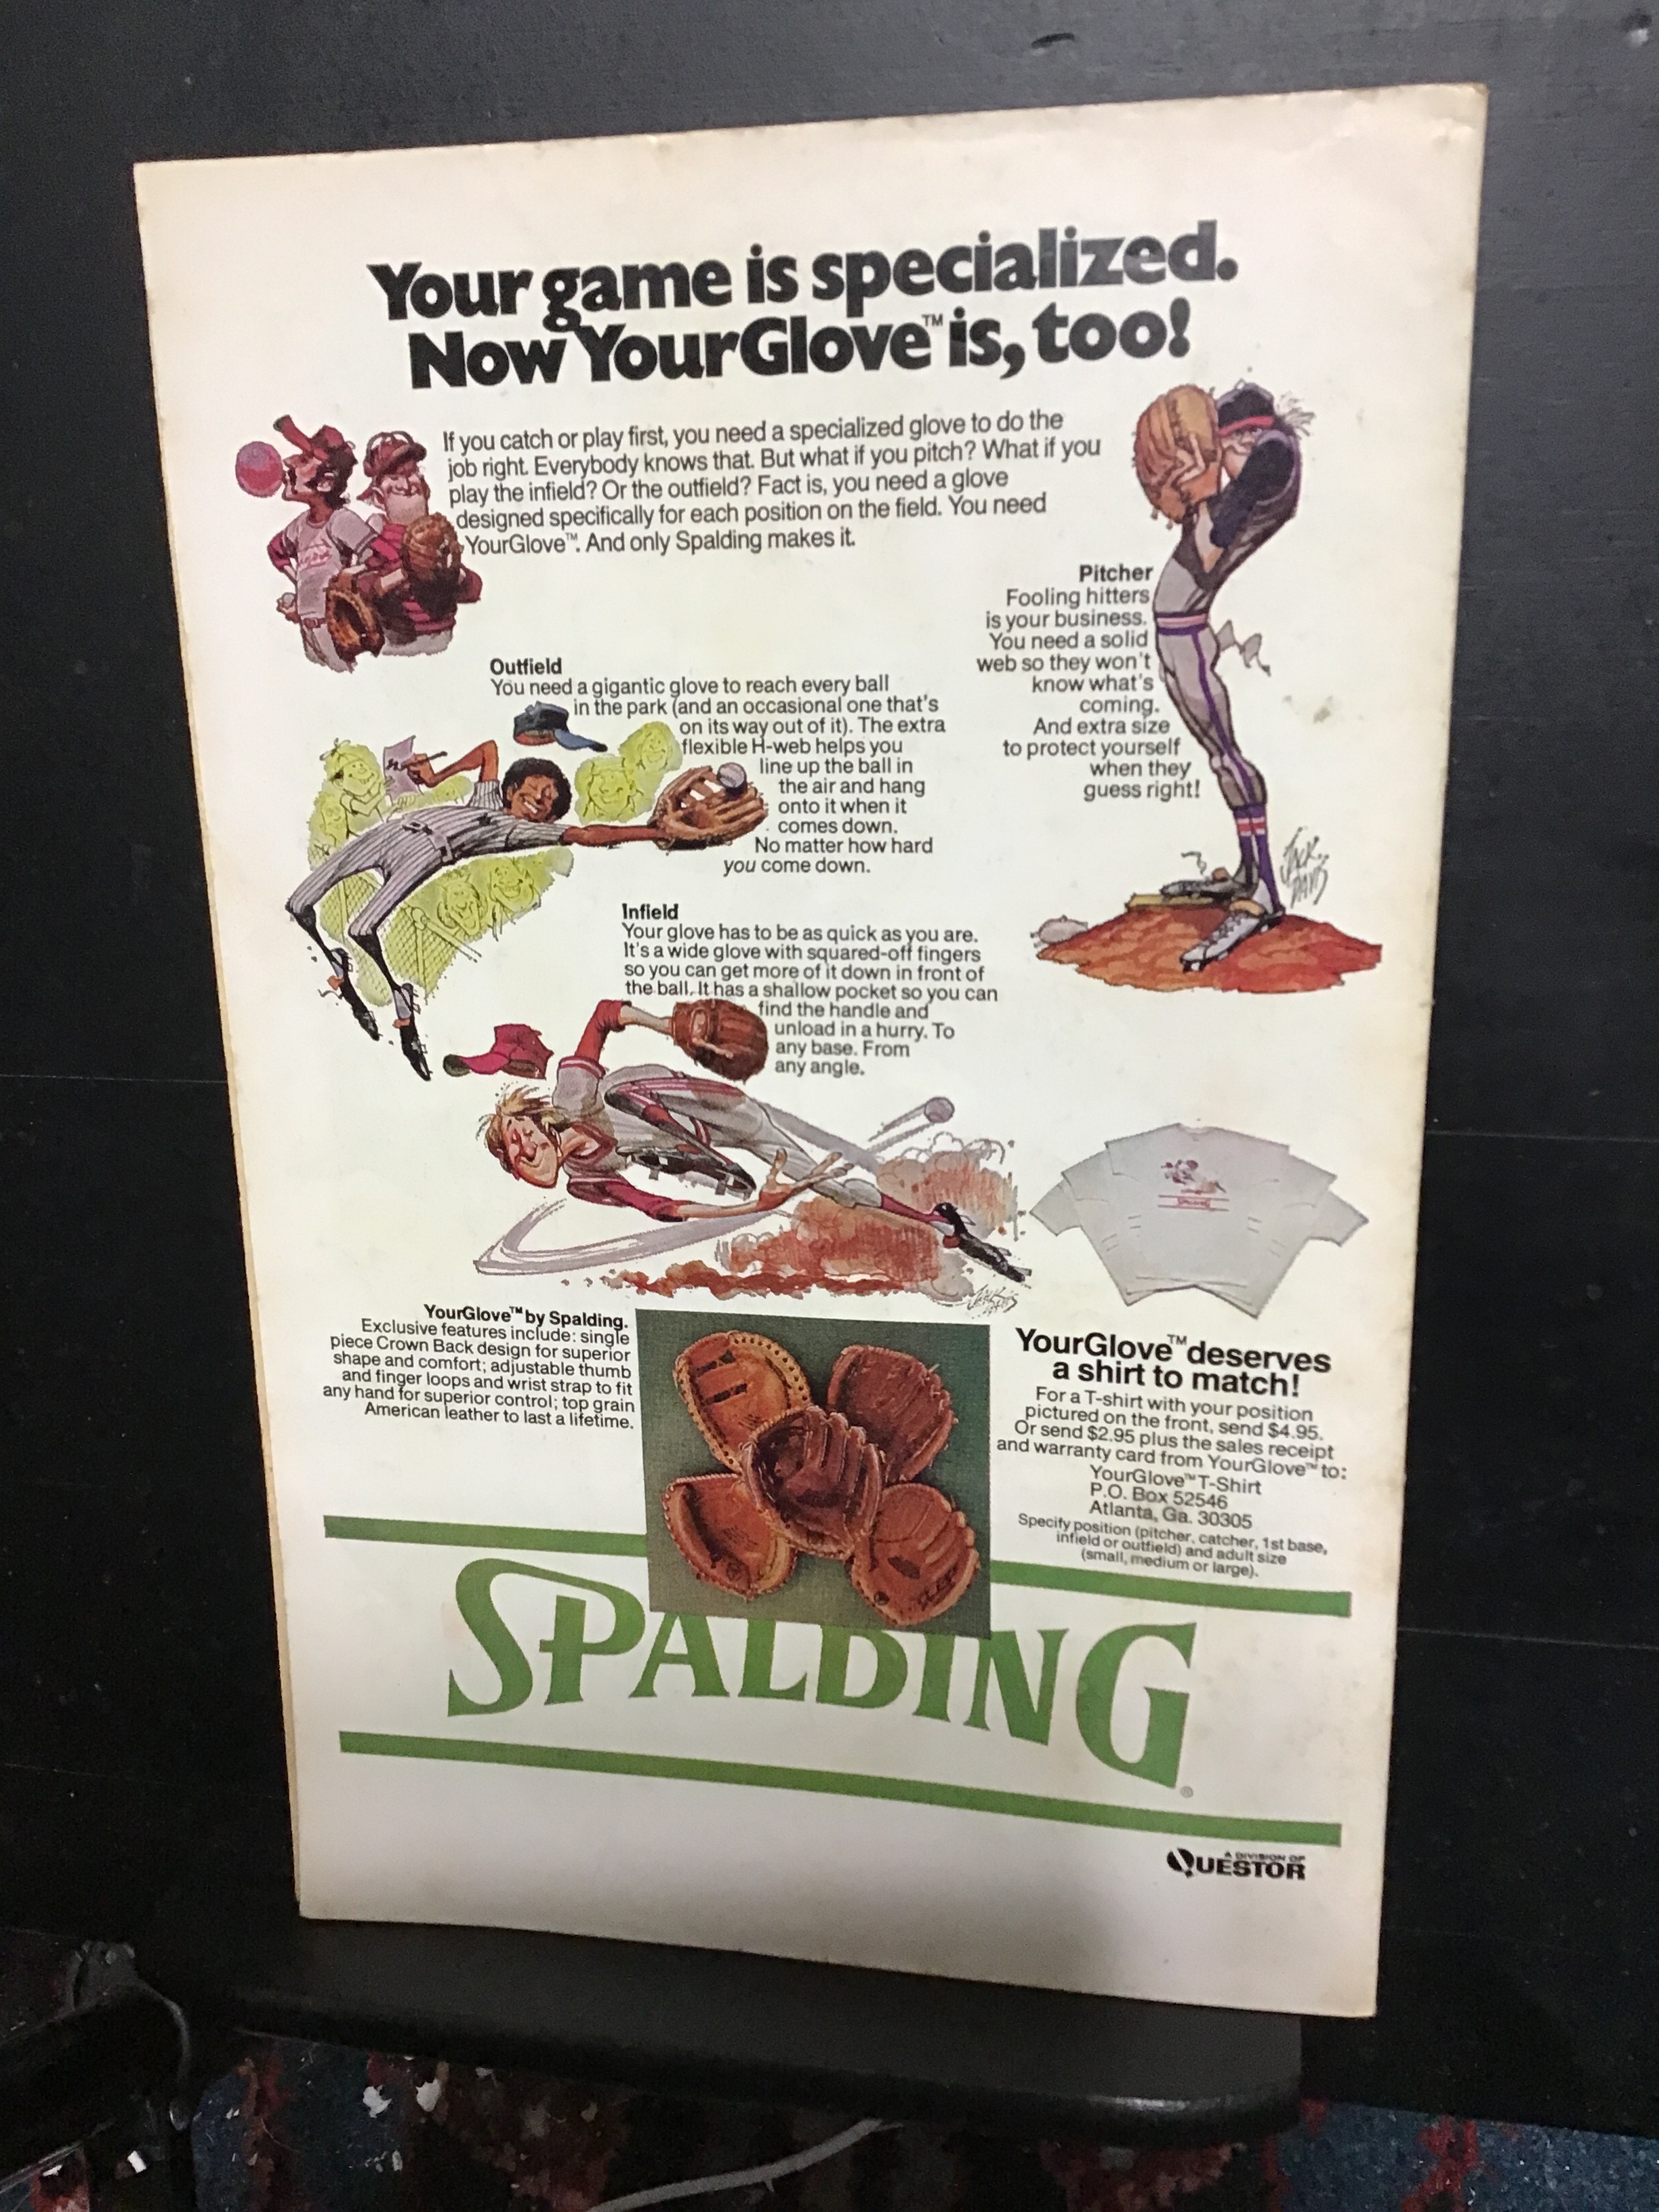 Your game is specialized.
Now YourGlove™ is, too!
If you catch or play first, you need a specialized glove to do the
job right. Everybody knows that. But what if you pitch? What if you
play the infield? Or the outfield? Fact is, you need a glove
designed specifically for each position on the field. You need
YourGlove™. And only Spalding makes it.
Pitcher
Fooling hitters
is your business.
You need a solid
web so they won't
know what's
coming.
And extra size
to protect yourself
when they
guess right!
JACK
DAVIS
Outfield
You need a gigantic glove to reach every ball
in the park (and an occasional one that's
on its way out of it). The extra
flexible H-web helps you
line up the ball in
the air and hang
onto it when it
comes down.
No matter how hard
you come down.
Infield
Your glove has to be as quick as you are.
It's a wide glove with squared-off fingers
so you can get more of it down in front of
the ball. It has a shallow pocket so you can
find the handle and
unload in a hurry. To
any base. From
any angle.
JACK
DAVIS
SPALDING
YourGlove™ by Spalding.
Exclusive features include: single
piece Crown Back design for superior
shape and comfort; adjustable thumb
and finger loops and wrist strap to fit
any hand for superior control; top grain
American leather to last a lifetime.
YourGlove™ deserves
a shirt to match!
For a T-shirt with your position
pictured on the front, send $4.95.
Or send $2.95 plus the sales receipt
and warranty card from YourGlove™ to:
YourGlove™ T-Shirt
P.O. Box 52546
Atlanta, Ga. 30305
Specify position (pitcher, catcher, 1st base,
infield or outfield) and adult size
(small, medium or large).
SPALDING®
A DIVISION OF
QUESTOR